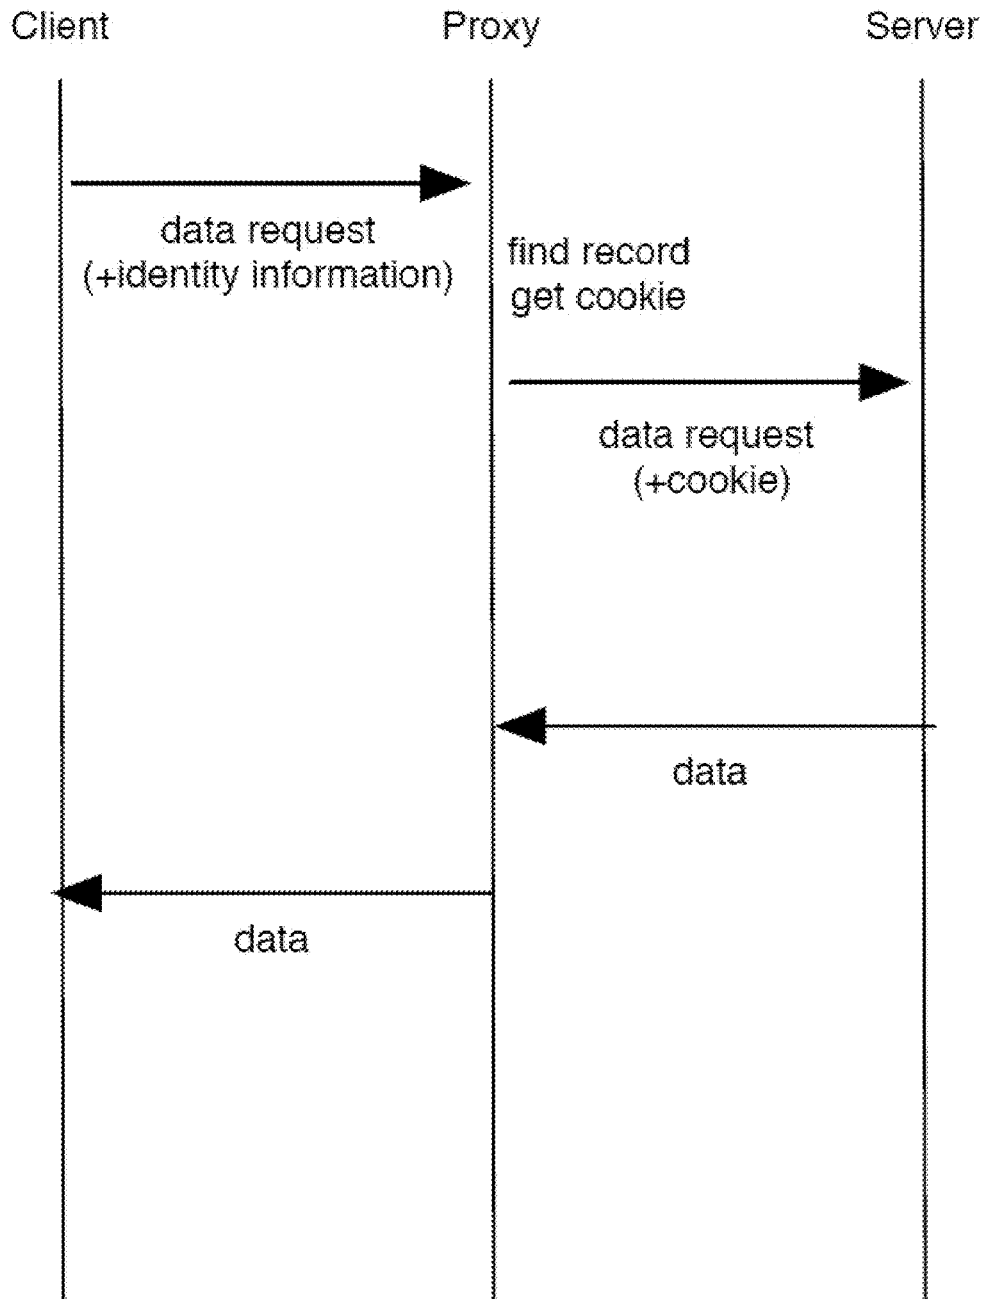 Client
Proxy
Server
data request
(+identity information)
find record
get cookie
data request
(+cookie)
data
data